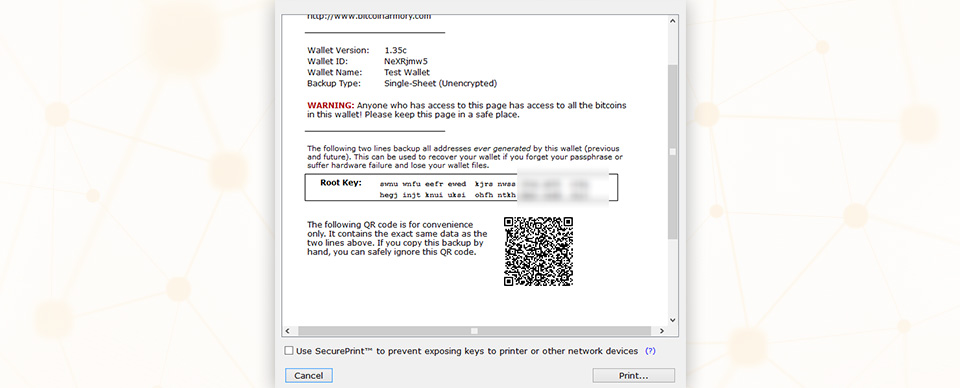 http://www.bitcoinarmory.com
Wallet Version: 1.35c
Wallet ID: NeXRjmw5
Wallet Name: Test Wallet
Backup Type: Single-Sheet (Unencrypted)
WARNING: Anyone who has access to this page has access to all the bitcoins
in this wallet! Please keep this page in a safe place.
The following two lines backup all addresses ever generated by this wallet (previous
and future). This can be used to recover your wallet if you forget your passphrase or
suffer hardware failure and lose your wallet files.
Root Key: swnu wnfu eefr ewed kjrs nwss
hegj injt knui uksi ohfh ntkh
The following QR code is for convenience
only. It contains the exact same data as the
two lines above. If you copy this backup by
hand, you can safely ignore this QR code.
Use SecurePrint™ to prevent exposing keys to printer or other network devices (?)
Cancel Print...